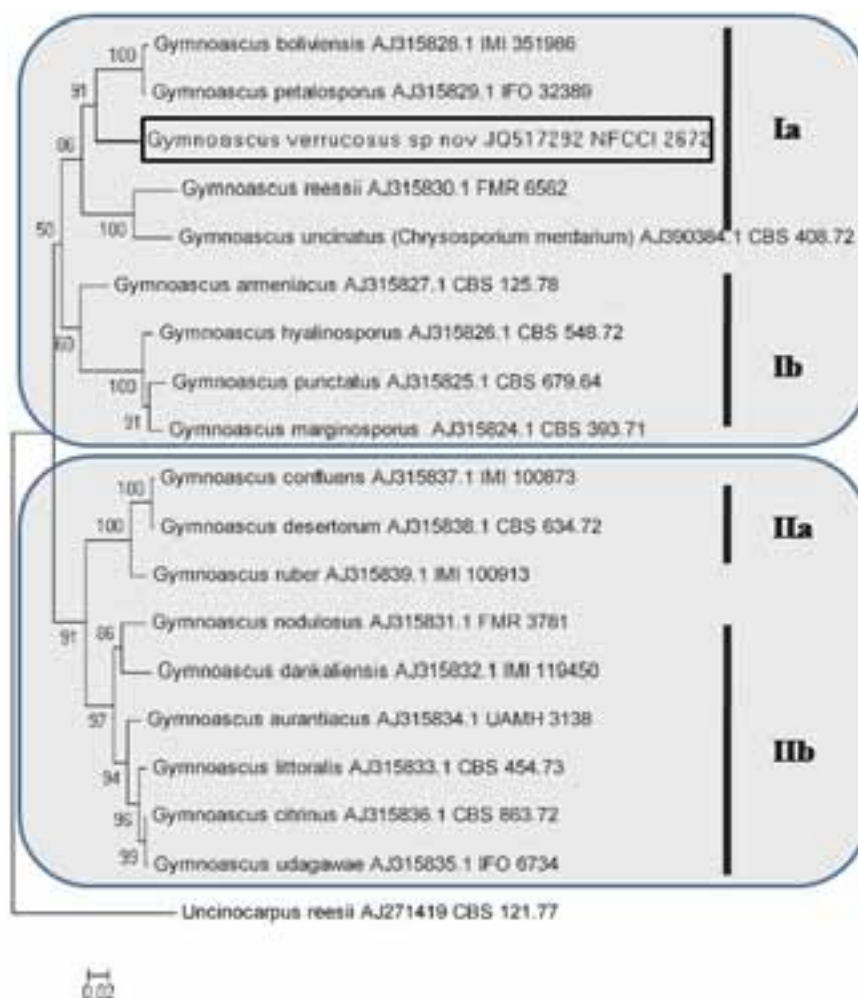 Gymnoascus boliviensis AJ315828.1 IMI 351986
100
Gymnoascus petalosporus AJ315829.1 IFO 32389
91
Ia
Gymnoascus verrucosus sp nov JQ517292 NFCCI 2672
86
Gymnoascus reessii AJ315830.1 FMR 6562
50
100
Gymnoascus uncinatus (Chrysosporium merdarium) AJ390384.1 CBS 408.72
Gymnoascus armeniacus AJ315827.1 CBS 125.78
Gymnoascus hyalinosporus AJ315826.1 CBS 548.72
60
Ib
100
Gymnoascus punctatus AJ315825.1 CBS 679.64
91
Gymnoascus marginosporus AJ315824.1 CBS 393.71
Gymnoascus confluens AJ315837.1 IMI 100873
100
100
IIa
Gymnoascus desertorum AJ315838.1 CBS 634.72
Gymnoascus ruber AJ315839.1 IMI 100913
Gymnoascus nodulosus AJ315831.1 FMR 3781
91
86
Gymnoascus dankaliensis AJ315832.1 IMI 119450
97
Gymnoascus aurantiacus AJ315834.1 UAMH 3138
IIb
94
Gymnoascus littoralis AJ315833.1 CBS 454.73
96
Gymnoascus citrinus AJ315836.1 CBS 863.72
99
Gymnoascus udagawae AJ315835.1 IFO 6734
Uncinocarpus reesii AJ271419 CBS 121.77
0.02